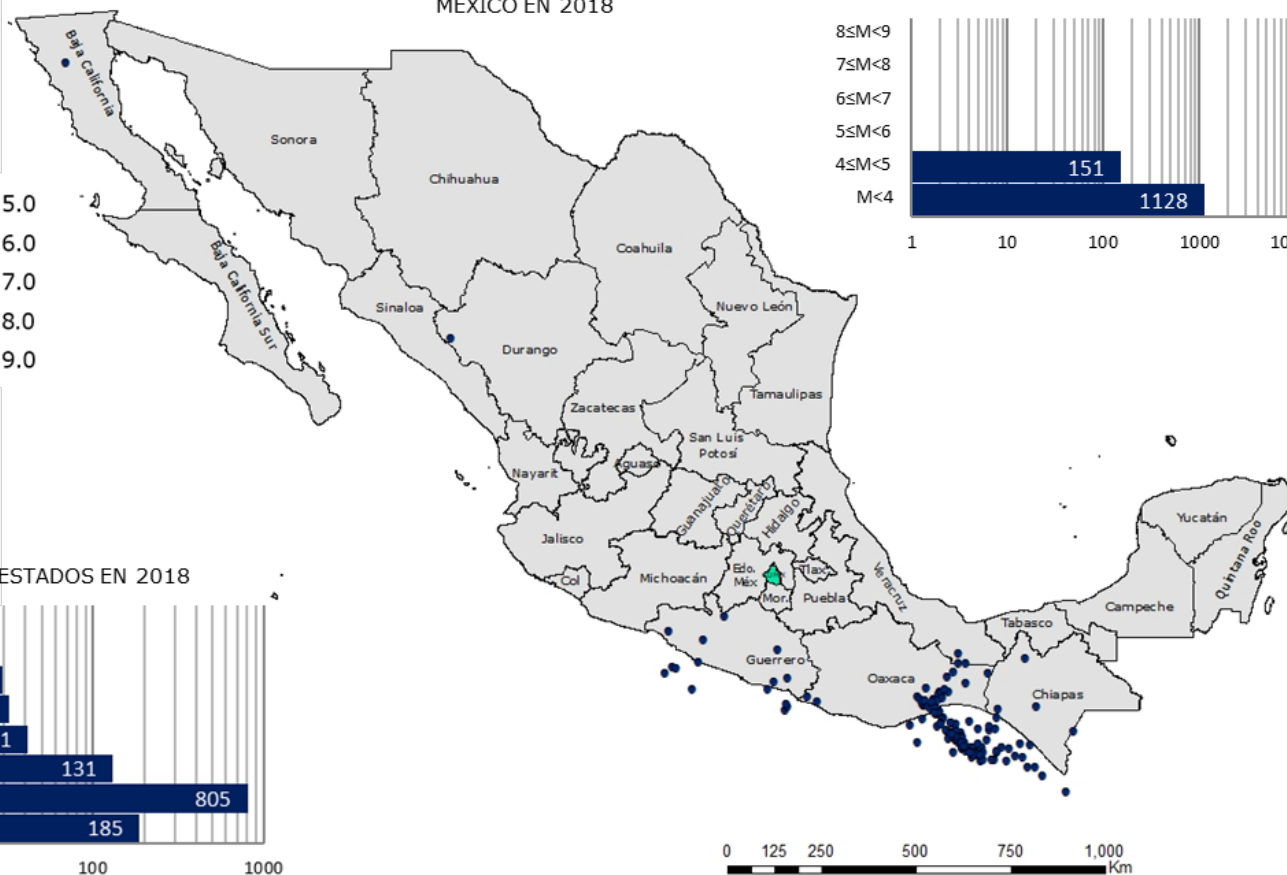 MÉXICO EN 2018
8≤M<9
7≤M<8
6≤M<7
5≤M<6
4≤M<5
151
M<4
1128
1 10 100 1000 10
5.0
6.0
7.0
8.0
9.0
Baja California
Sonora
Chihuahua
Coahuila
Baja California Sur
Sinaloa
Nuevo León
Durango
Tamaulipas
Zacatecas
San Luis
Potosí
Nayarit
Aguasc
Guanajuato
Querétaro
Hidalgo
Jalisco
Yucatán
Quintana Roo
Col
Michoacán
Edo.
Méx
Tlax.
Mor.
Puebla
Veracruz
Campeche
Tabasco
Guerrero
Oaxaca
Chiapas
ESTADOS EN 2018
1
131
805
185
100 1000
0 125 250 500 750 1,000
Km